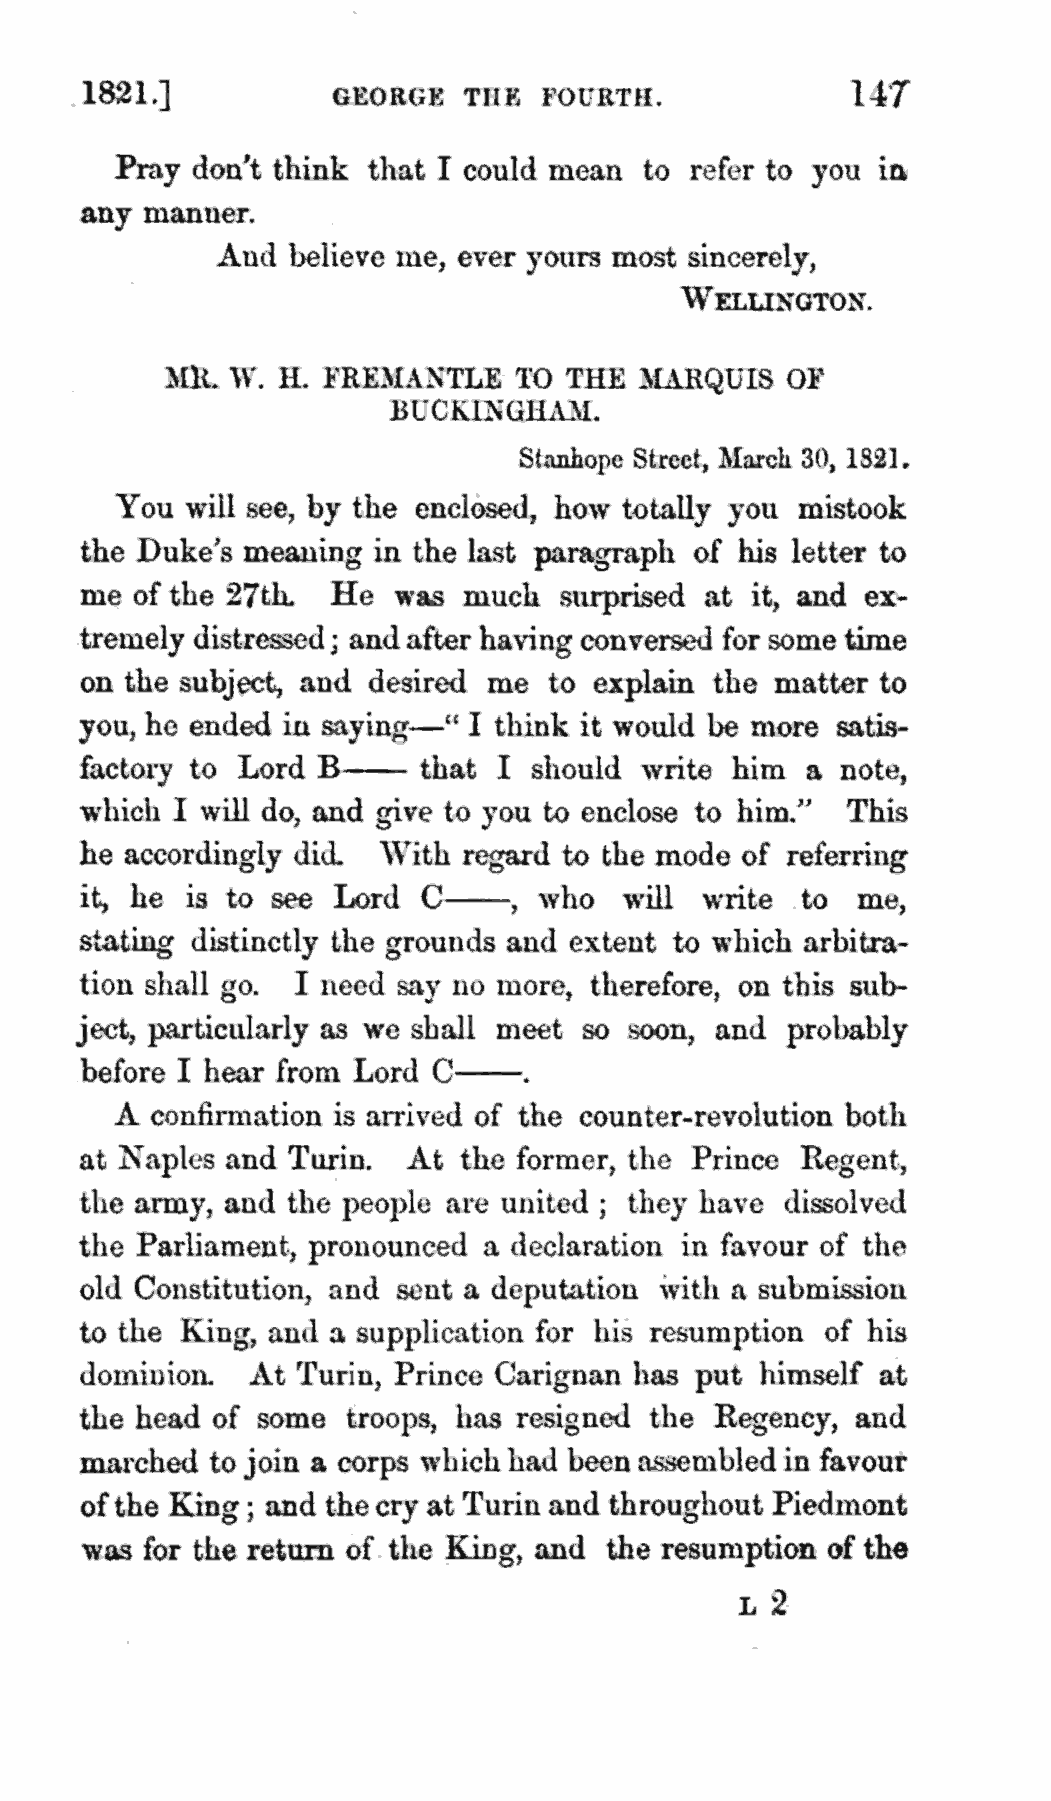 1821.] GEORGE THE FOURTH. 147
Pray don't think that I could mean to refer to you in
any manner.
And believe me, ever yours most sincerely,
WELLINGTON.
MR. W. H. FREMANTLE TO THE MARQUIS OF
BUCKINGHAM.
Stanhope Street, March 30, 1821.
You will see, by the enclosed, how totally you mistook
the Duke's meaning in the last paragraph of his letter to
me of the 27th. He was much surprised at it, and ex-
tremely distressed; and after having conversed for some time
on the subject, and desired me to explain the matter to
you, he ended in saying—"I think it would be more satis-
factory to Lord B—— that I should write him a note,
which I will do, and give to you to enclose to him." This
he accordingly did. With regard to the mode of referring
it, he is to see Lord C——, who will write to me,
stating distinctly the grounds and extent to which arbitra-
tion shall go. I need say no more, therefore, on this sub-
ject, particularly as we shall meet so soon, and probably
before I hear from Lord C——.
A confirmation is arrived of the counter-revolution both
at Naples and Turin. At the former, the Prince Regent,
the army, and the people are united; they have dissolved
the Parliament, pronounced a declaration in favour of the
old Constitution, and sent a deputation with a submission
to the King, and a supplication for his resumption of his
dominion. At Turin, Prince Carignan has put himself at
the head of some troops, has resigned the Regency, and
marched to join a corps which had been assembled in favour
of the King; and the cry at Turin and throughout Piedmont
was for the return of the King, and the resumption of the
L 2